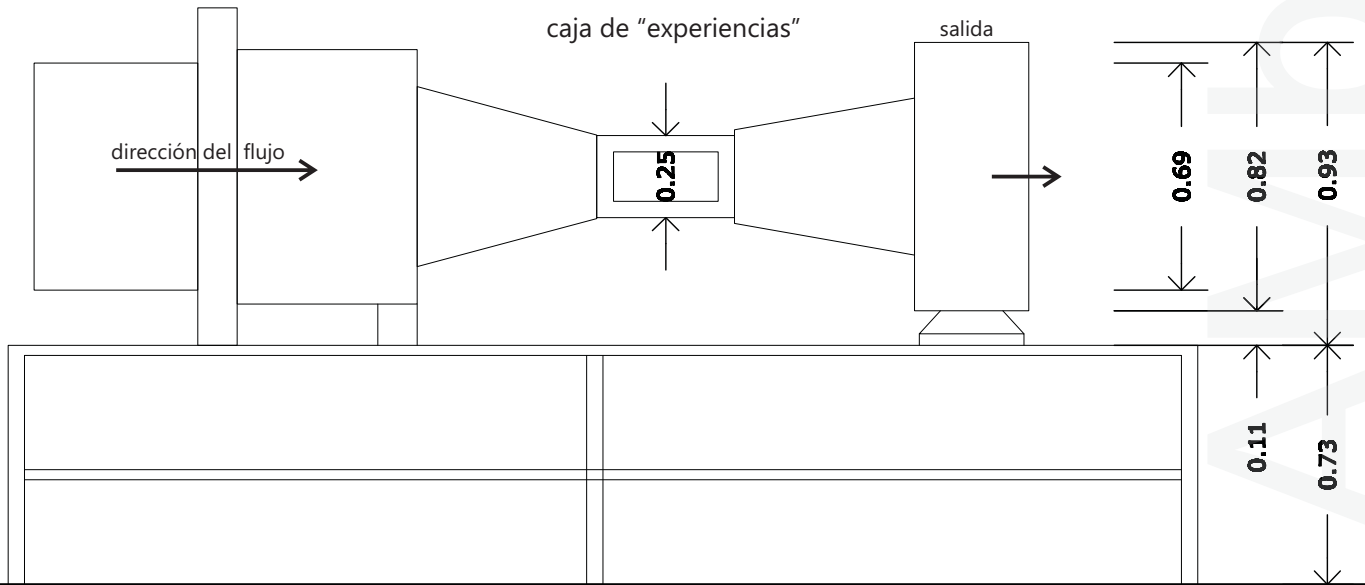 caja de “experiencias”
salida
dirección del flujo
0.25
0.69
0.82
0.93
0.11
0.73